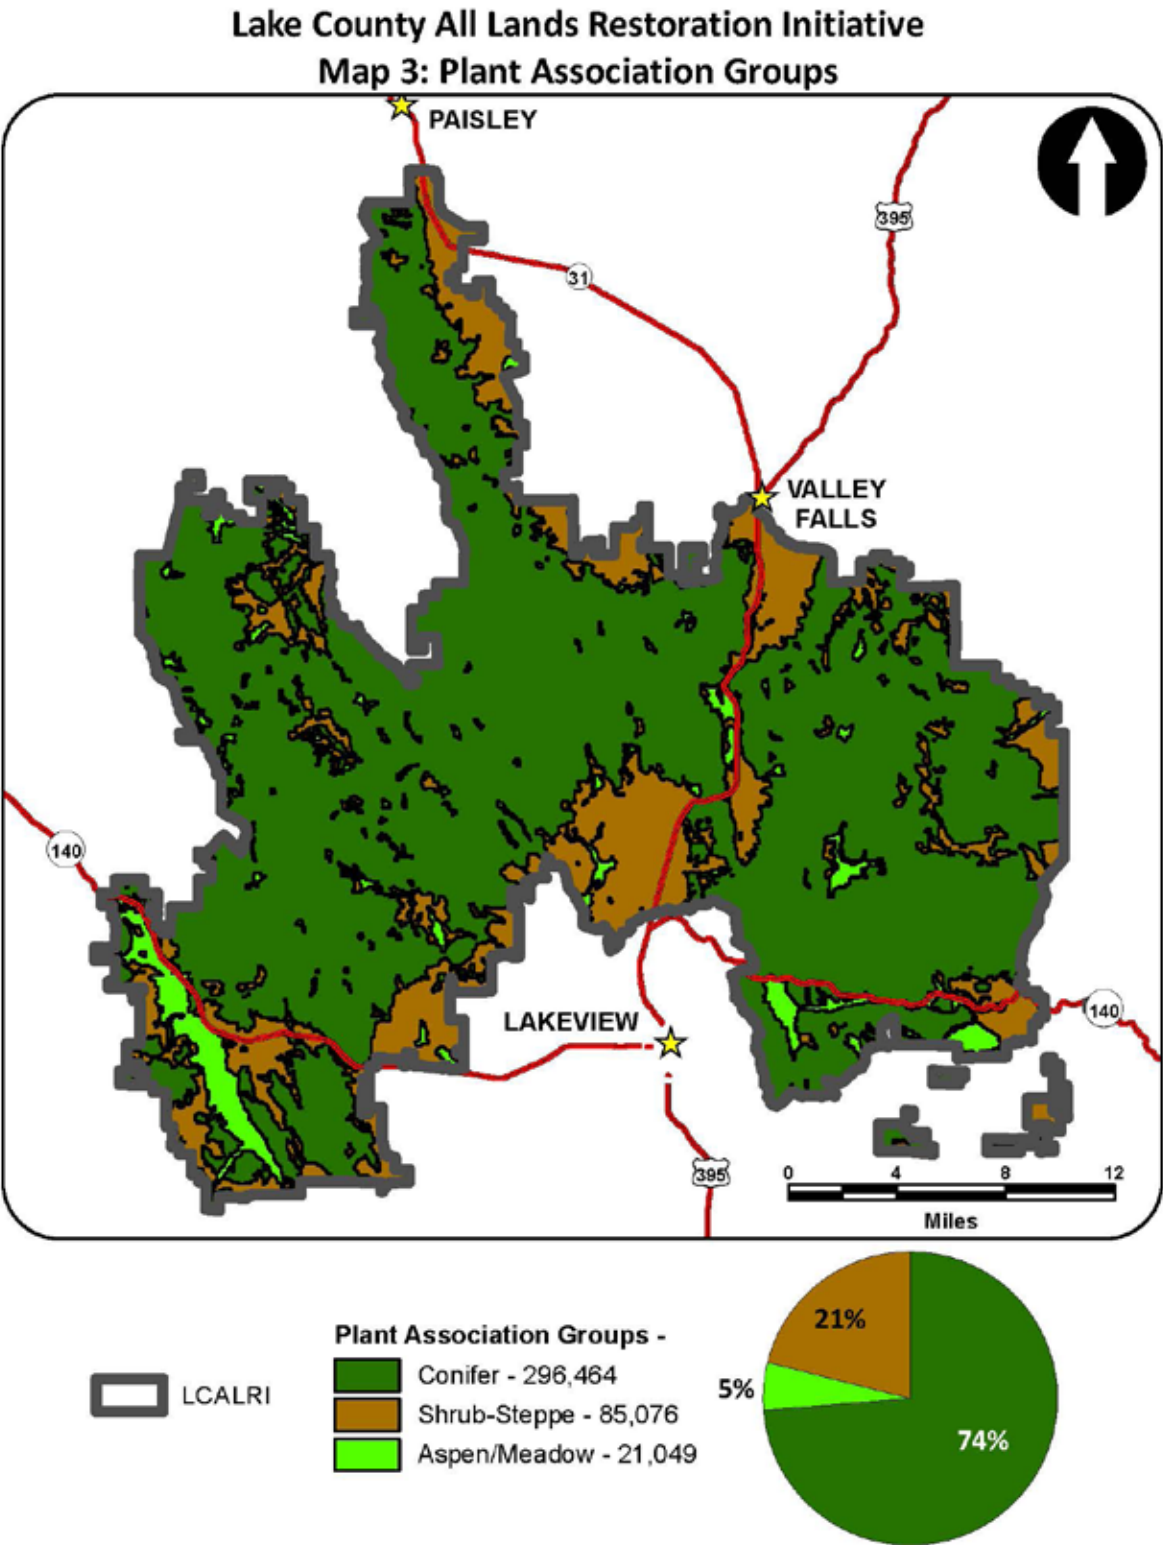 Lake County All Lands Restoration Initiative
Map 3: Plant Association Groups
PAISLEY
395
31
VALLEY
FALLS
140
LAKEVIEW
140
395
0 4 8 12
Miles
Plant Association Groups -
LCALRI
Conifer - 296,464
Shrub-Steppe - 85,076
Aspen/Meadow - 21,049
21%
5%
74%